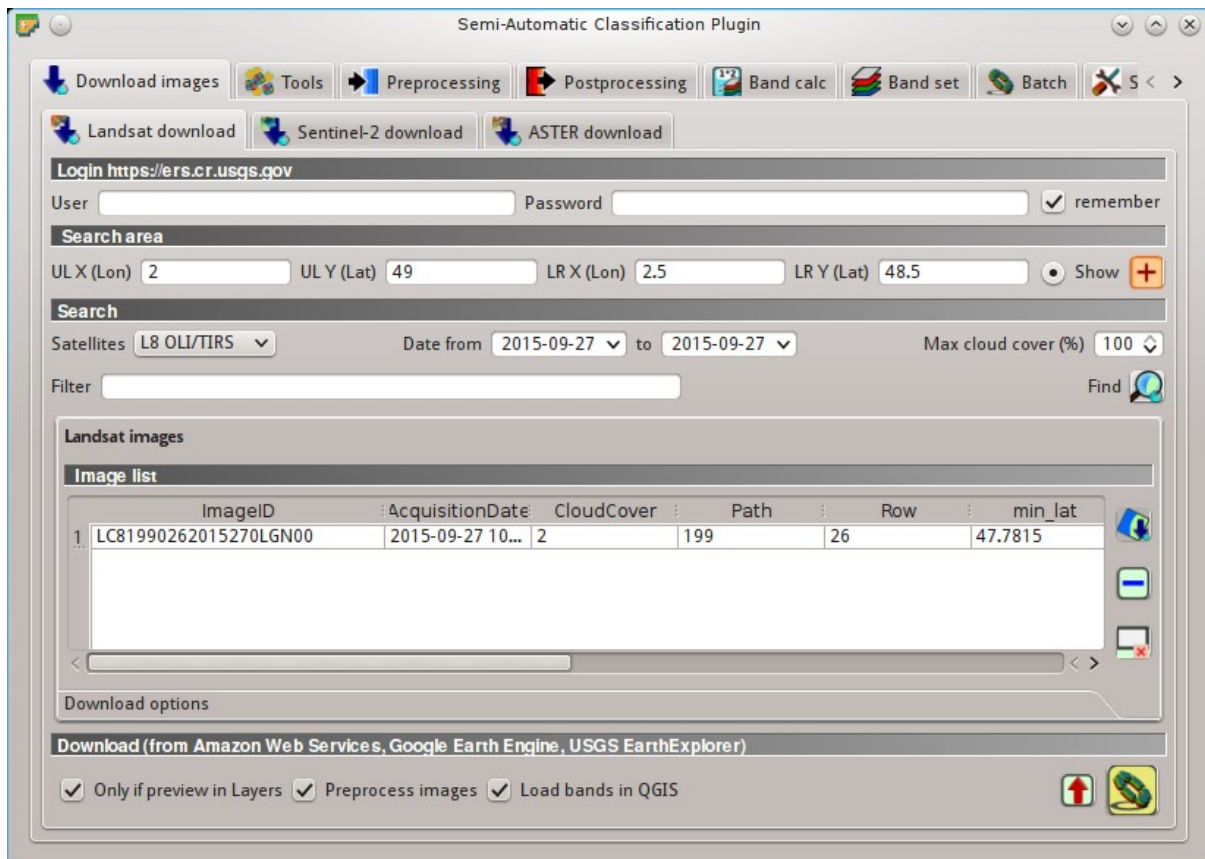 Semi-Automatic Classification Plugin
Download images Tools Preprocessing Postprocessing Band calc Band set Batch S
Landsat download Sentinel-2 download ASTER download
Login https://ers.cr.usgs.gov
User Password remember
Search area
UL X (Lon) 2 UL Y (Lat) 49 LR X (Lon) 2.5 LR Y (Lat) 48.5 Show
Search
Satellites L8 OLI/TIRS Date from 2015-09-27 to 2015-09-27 Max cloud cover (%) 100
Filter Find
Landsat images
Image list
ImageID AcquisitionDate CloudCover Path Row min_lat
1 LC81990262015270LGN00 2015-09-27 10... 2 199 26 47.7815
Download options
Download (from Amazon Web Services, Google Earth Engine, USGS EarthExplorer)
Only if preview in Layers Preprocess images Load bands in QGIS